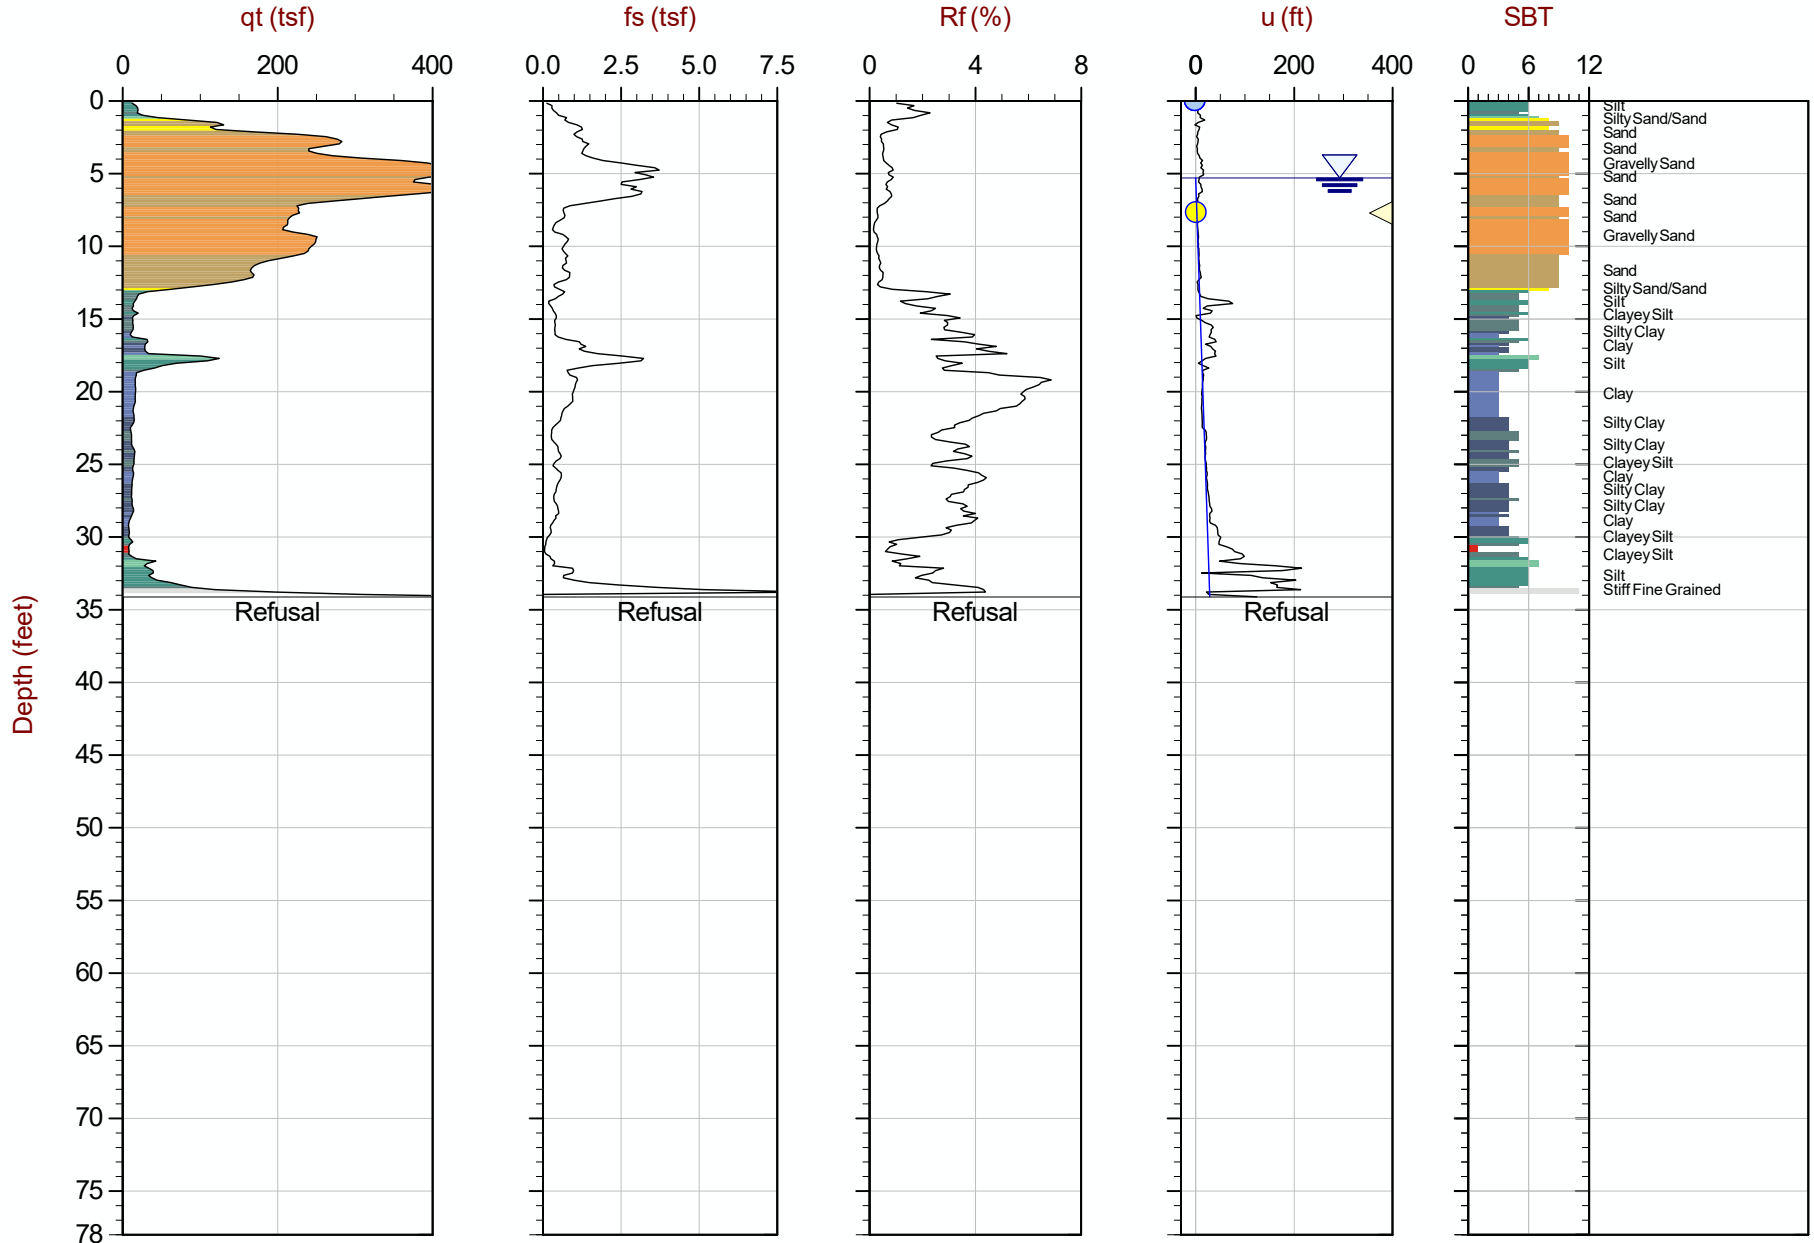 qt (tsf) fs (tsf) Rf (%) u (ft) SBT
0 200 400 0.0 2.5 5.0 7.5 0 4 8 0 200 400 0 6 12
0
5
10
15
20
25
30
35
40
45
50
55
60
65
70
75
78
Depth (feet)
Silt
Silty Sand/Sand
Sand
Sand
Gravelly Sand
Sand
Sand
Sand
Gravelly Sand
Sand
Silty Sand/Sand
Silt
Clayey Silt
Silty Clay
Clay
Silt
Clay
Silty Clay
Silty Clay
Clayey Silt
Clay
Silty Clay
Silty Clay
Clay
Clayey Silt
Clayey Silt
Silt
Stiff Fine Grained
Refusal Refusal Refusal Refusal